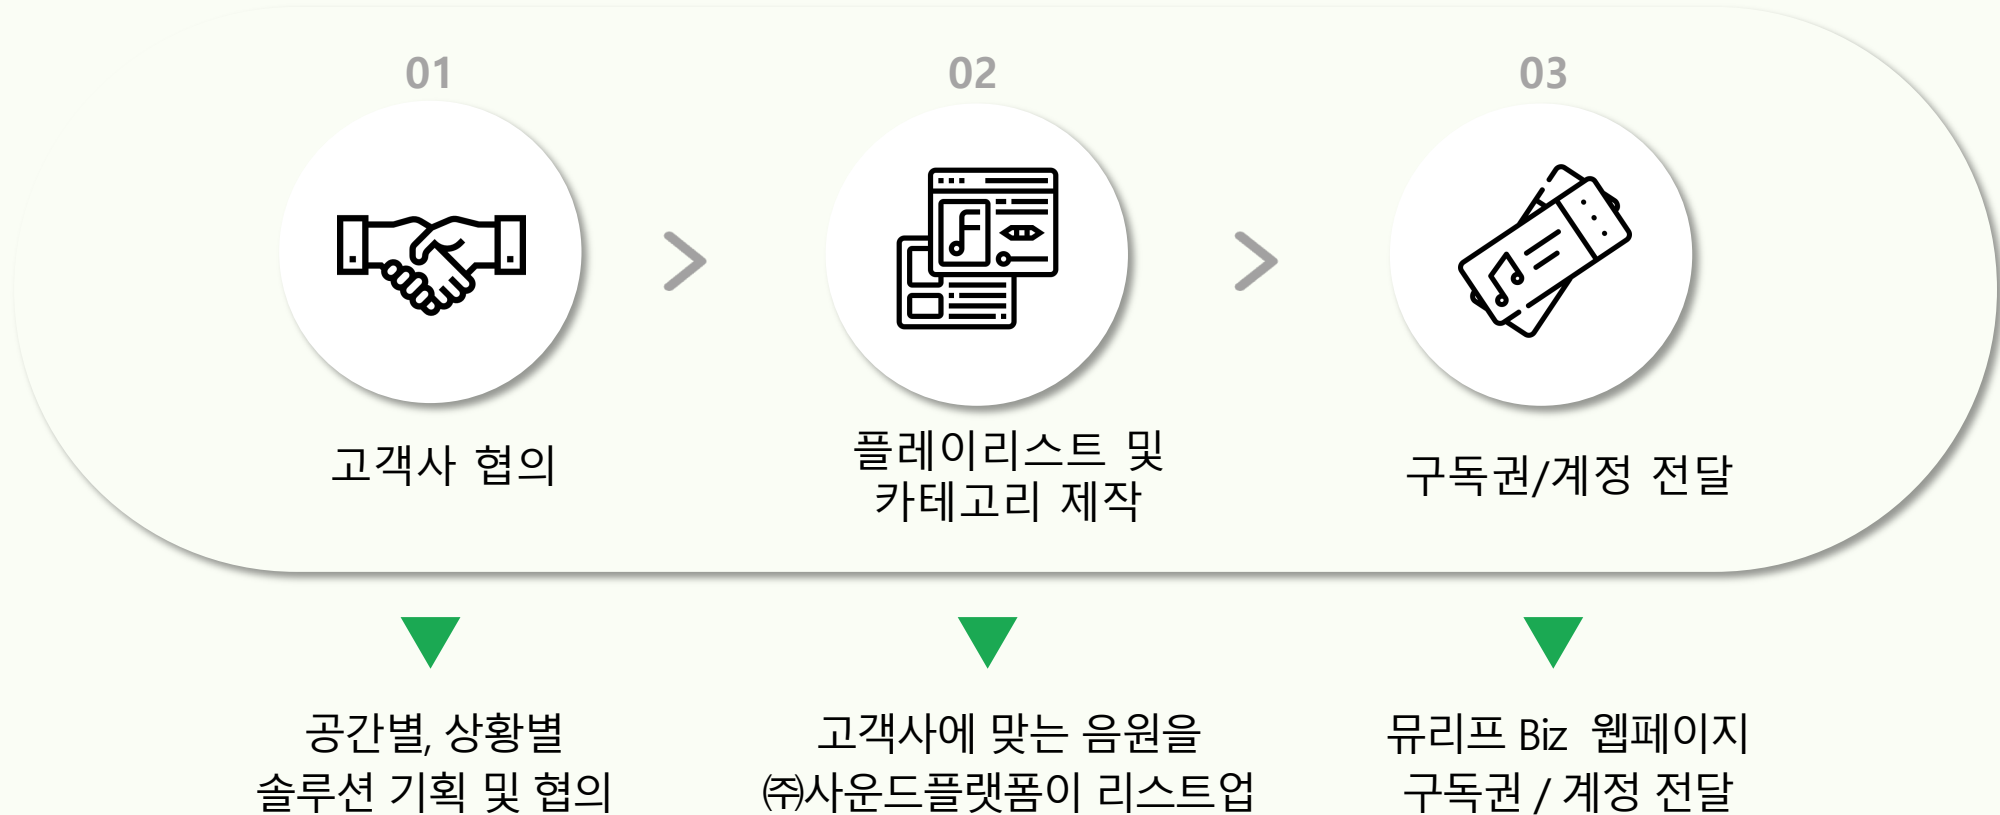 01
02
03
고객사 협의
플레이리스트 및
카테고리 제작
구독권/계정 전달
공간별, 상황별
솔루션 기획 및 협의
고객사에 맞는 음원을
㈜사운드플랫폼이 리스트업
뮤리프 Biz 웹페이지
구독권 / 계정 전달